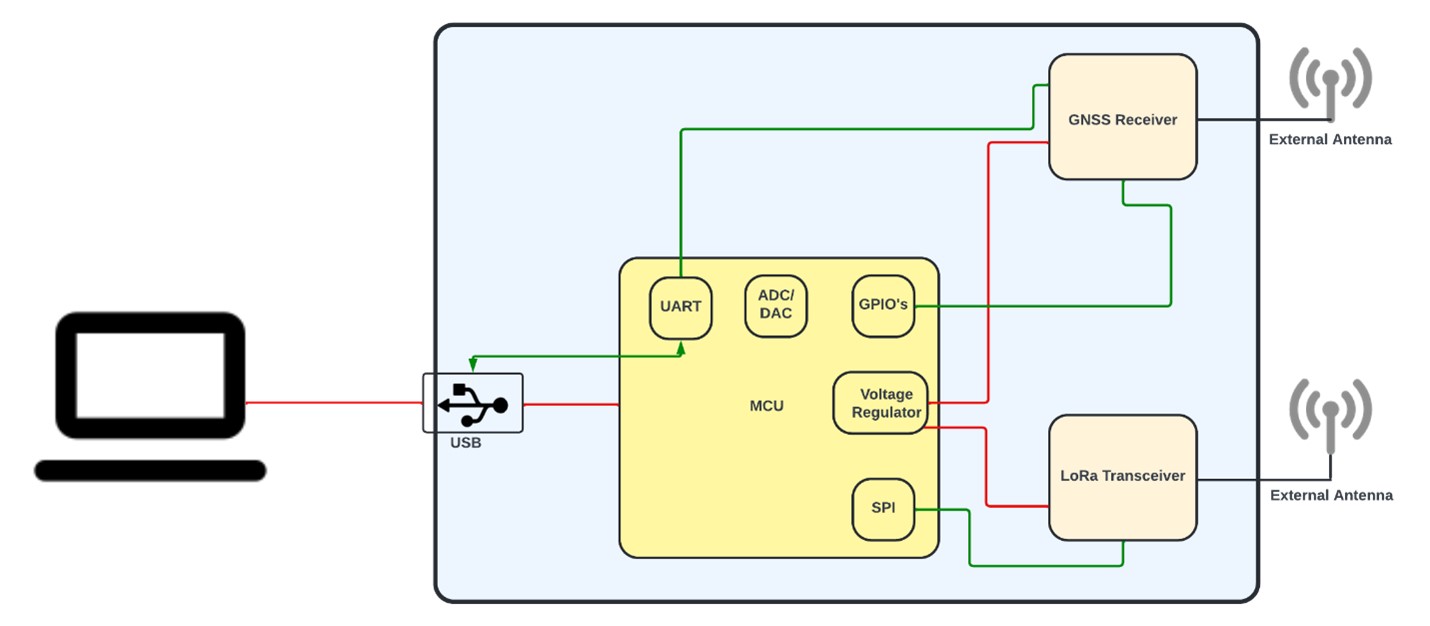 GNSS Receiver
External Antenna
UART
ADC/
DAC
GPIO's
Voltage
Regulator
MCU
USB
SPI
LoRa Transceiver
External Antenna